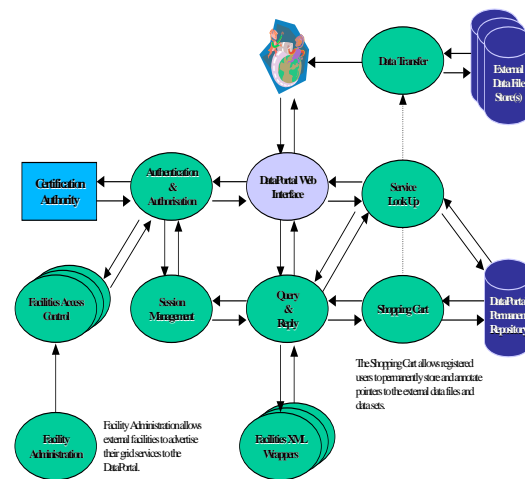 Data Transfer
External
Data File
Store(s)
Certification
Authority
Authentication
&
Authorisation
DataPortal Web
Interface
Service
Look Up
Facilities Access
Control
Session
Management
Query
&
Reply
Shopping Cart
DataPortal
Permanent
Repository
The Shopping Cart allows registered
users to permanently store and annotate
pointers to the external data files and
data sets.
Facility
Administration
Facility Administration allows
external facilities to advertise
their grid services to the
DataPortal.
Facilities XML
Wrappers